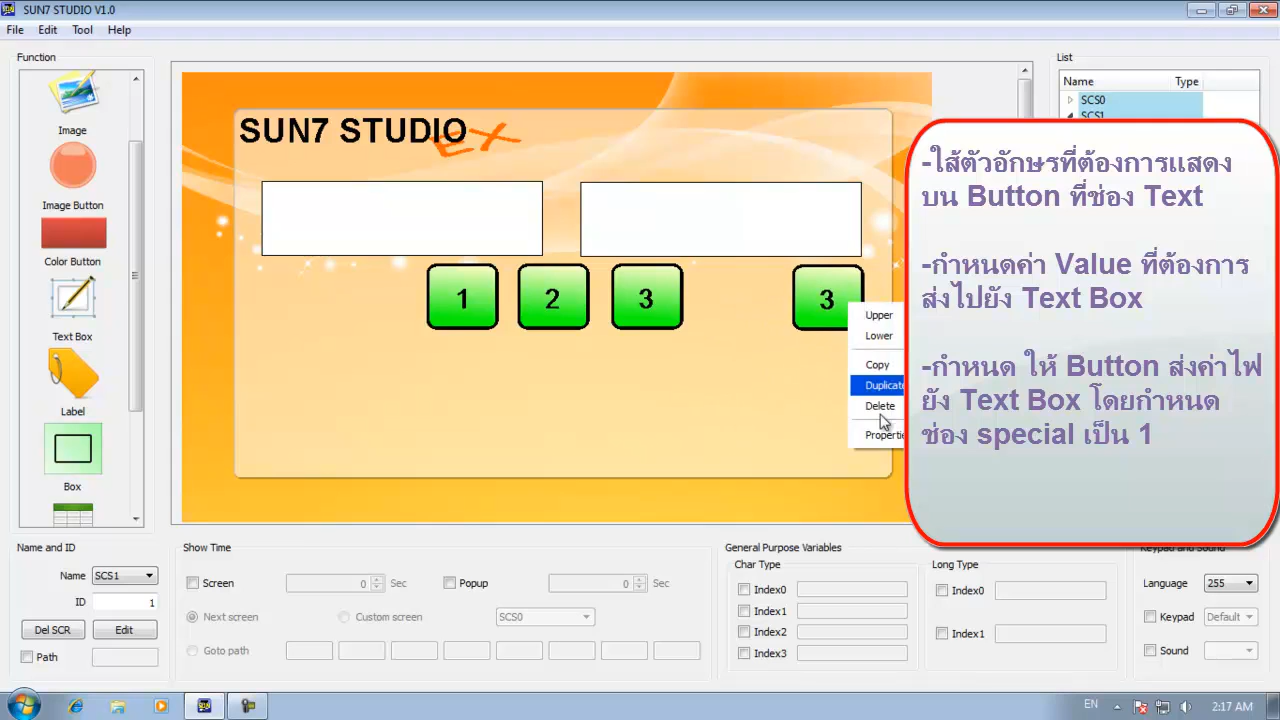 SUN7 STUDIO V1.0
File Edit Tool Help
Function
Image
Image Button
Color Button
Text Box
Label
Box
SUN7 STUDIO
EX
1 2 3 3
Upper
Lower
Copy
Duplicate
Delete
Propertie
List
Name Type
SCS0
SCS1
-ใส้ตัวอักษรที่ต้องการแสดง
บน Button ที่ช่อง Text
-กำหนดค่า Value ที่ต้องการ
ส่งไปยัง Text Box
-กำหนด ให้ Button ส่งค่าไฟ
ยัง Text Box โดยกำหนด
ช่อง special เป็น 1
Name and ID
Name SCS1
ID 1
Del SCR Edit
Path
Show Time
Screen 0 Sec Popup 0 Sec
Next screen Custom screen SCS0
Goto path
General Purpose Variables
Char Type
Index0
Index1
Index2
Index3
Long Type
Index0
Index1
Keypad and Sound
Language 255
Keypad Default
Sound
EN 2:17 AM